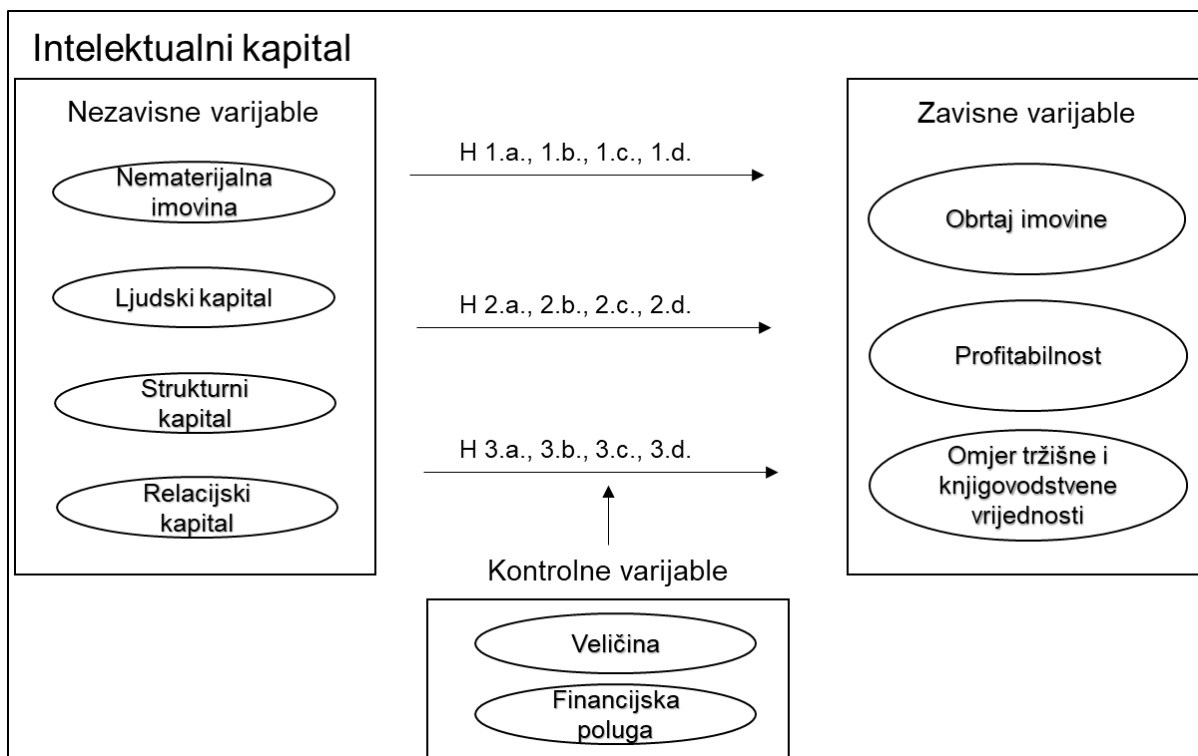 Intelektualni kapital
Nezavisne varijable
Nematerijalna
imovina
Ljudski kapital
Strukturni
kapital
Relacijski
kapital
H 1.a., 1.b., 1.c., 1.d.
H 2.a., 2.b., 2.c., 2.d.
H 3.a., 3.b., 3.c., 3.d.
Kontrolne varijable
Veličina
Financijska
poluga
Zavisne varijable
Obrtaj imovine
Profitabilnost
Omjer tržišne i
knjigovodstvene
vrijednosti